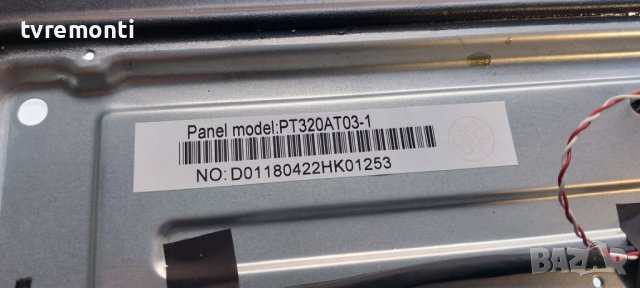 tvremonti
Panel model:PT320AT03-1
NO: D01180422HK01253
BAZAR